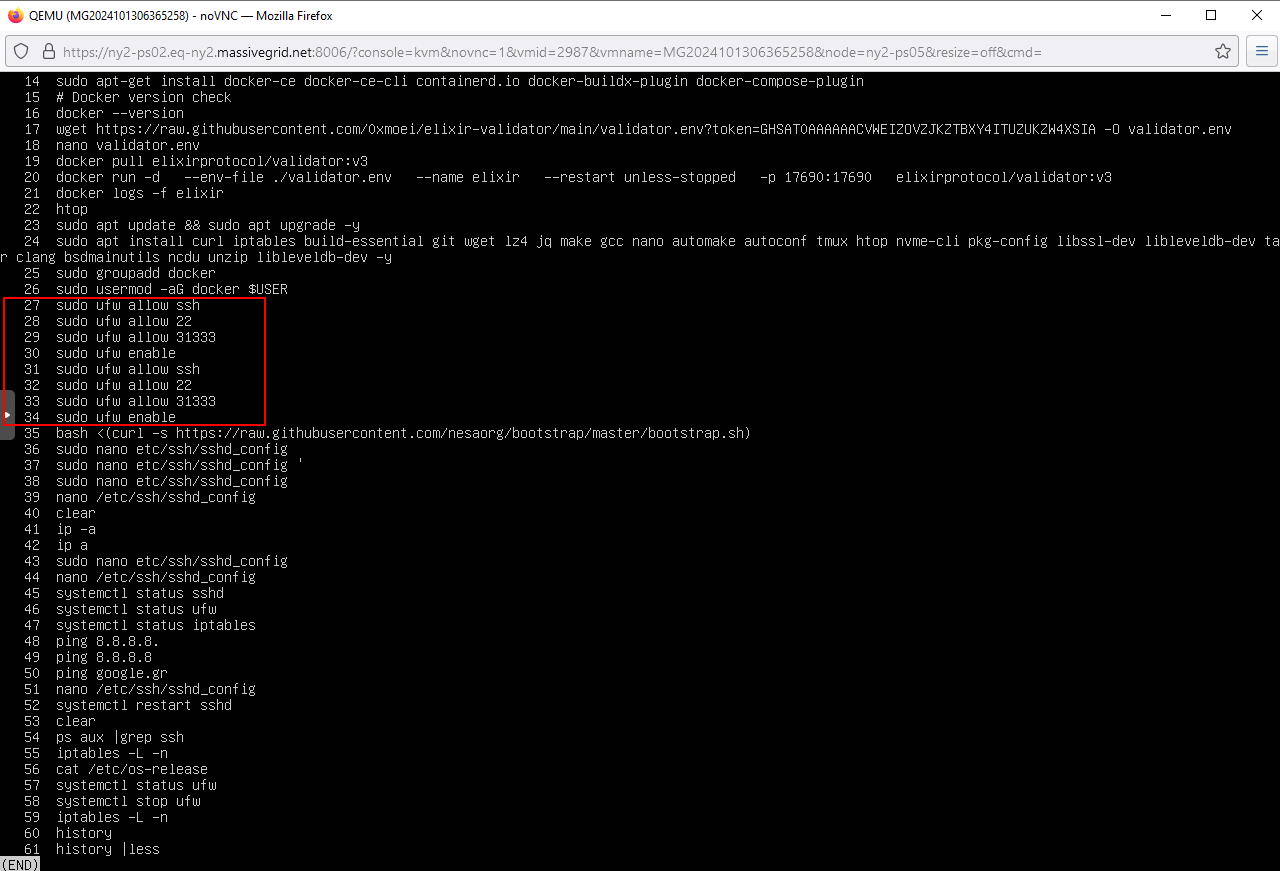 QEMU (MG2024101306365258) - noVNC — Mozilla Firefox
https://ny2-ps02.eq-ny2.massivegrid.net:8006/?console=kvm&novnc=1&vmid=2987&vmname=MG2024101306365258&node=ny2-ps05&resize=off&cmd=
14 sudo apt-get install docker-ce docker-ce-cli containerd.io docker-buildx-plugin docker-compose-plugin
15 # Docker version check
16 docker --version
17 wget https://raw.githubusercontent.com/0xmoei/elixir-validator/main/validator.env?token=GHSAT0AAAAAACVWEIZOVZJKZTBXY4ITUZUKZW4XSIA -O validator.env
18 nano validator.env
19 docker pull elixirprotocol/validator:v3
20 docker run -d   --env-file ./validator.env   --name elixir   --restart unless-stopped   -p 17690:17690   elixirprotocol/validator:v3
21 docker logs -f elixir
22 htop
23 sudo apt update && sudo apt upgrade -y
24 sudo apt install curl iptables build-essential git wget lz4 jq make gcc nano automake autoconf tmux htop nvme-cli pkg-config libssl-dev libleveldb-dev ta
r clang bsdmainutils ncdu unzip libleveldb-dev -y
25 sudo groupadd docker
26 sudo usermod -aG docker $USER
27 sudo ufw allow ssh
28 sudo ufw allow 22
29 sudo ufw allow 31333
30 sudo ufw enable
31 sudo ufw allow ssh
32 sudo ufw allow 22
33 sudo ufw allow 31333
34 sudo ufw enable
35 bash <(curl -s https://raw.githubusercontent.com/nesaorg/bootstrap/master/bootstrap.sh)
36 sudo nano etc/ssh/sshd_config
37 sudo nano etc/ssh/sshd_config '
38 sudo nano etc/ssh/sshd_config
39 nano /etc/ssh/sshd_config
40 clear
41 ip -a
42 ip a
43 sudo nano etc/ssh/sshd_config
44 nano /etc/ssh/sshd_config
45 systemctl status sshd
46 systemctl status ufw
47 systemctl status iptables
48 ping 8.8.8.8.
49 ping 8.8.8.8
50 ping google.gr
51 nano /etc/ssh/sshd_config
52 systemctl restart sshd
53 clear
54 ps aux |grep ssh
55 iptables -L -n
56 cat /etc/os-release
57 systemctl status ufw
58 systemctl stop ufw
59 iptables -L -n
60 history
61 history |less
(END)